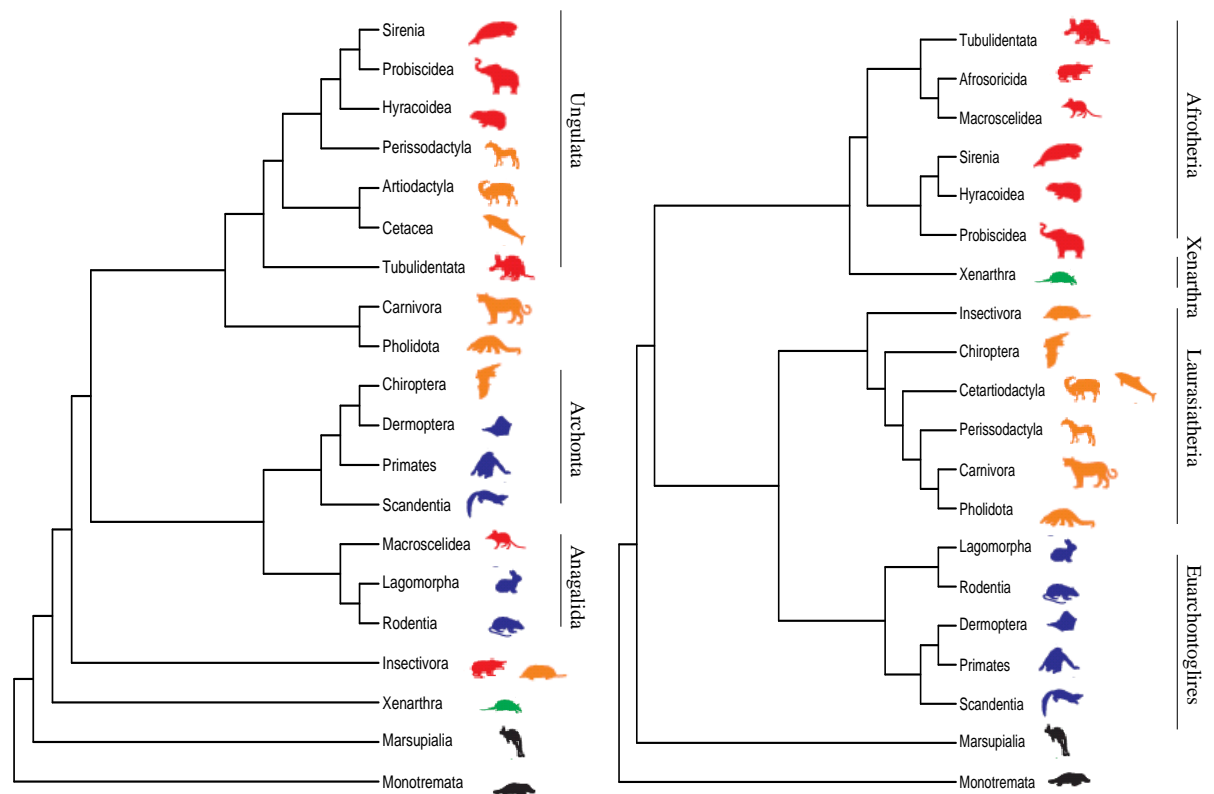 Sirenia
Probiscidea
Hyracoidea
Perissodactyla
Artiodactyla
Cetacea
Tubulidentata
Ungulata
Carnivora
Pholidota
Chiroptera
Dermoptera
Primates
Scandentia
Archonta
Macroscelidea
Lagomorpha
Rodentia
Anagalida
Insectivora
Xenarthra
Marsupialia
Monotremata
Tubulidentata
Afrosoricida
Macroscelidea
Sirenia
Hyracoidea
Probiscidea
Afrotheria
Xenarthra
Xenarthra
Insectivora
Chiroptera
Cetartiodactyla
Perissodactyla
Carnivora
Pholidota
Laurasiatheria
Lagomorpha
Rodentia
Dermoptera
Primates
Scandentia
Euarchontoglires
Marsupialia
Monotremata